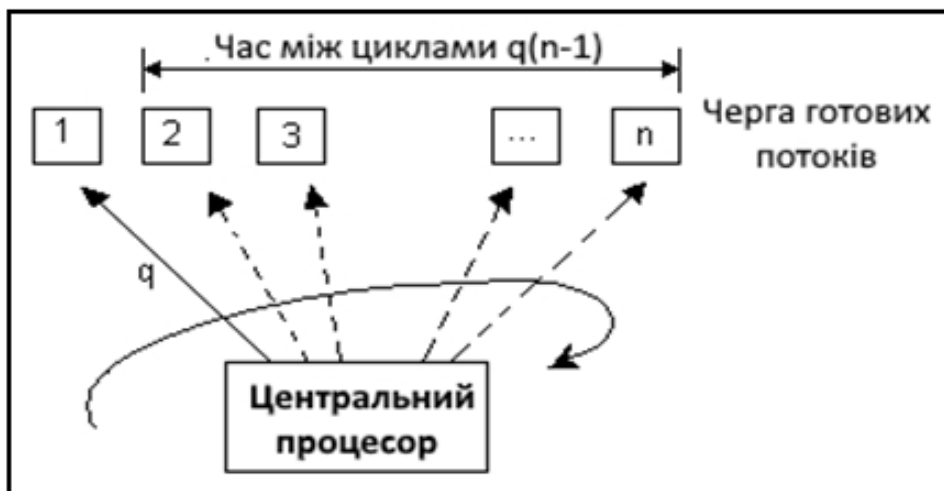 Час між циклами q(n-1)
1 2 3 ... n
Черга готових
потоків
q
Центральний
процесор